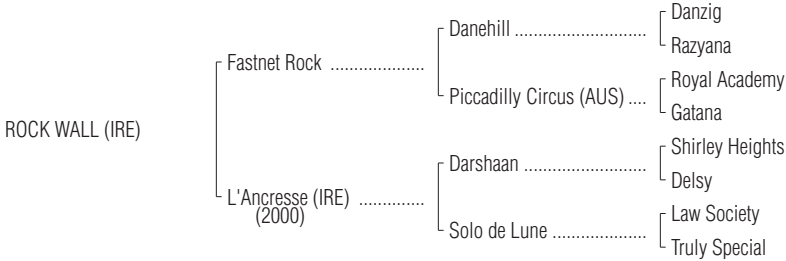 Danzig
Danehill ............................
Razyana
Fastnet Rock ....................
Royal Academy
Piccadilly Circus (AUS) ....
Gatana
ROCK WALL (IRE)
Shirley Heights
Darshaan ..........................
Delsy
L'Ancresse (IRE) ..............
(2000)
Law Society
Solo de Lune ....................
Truly Special